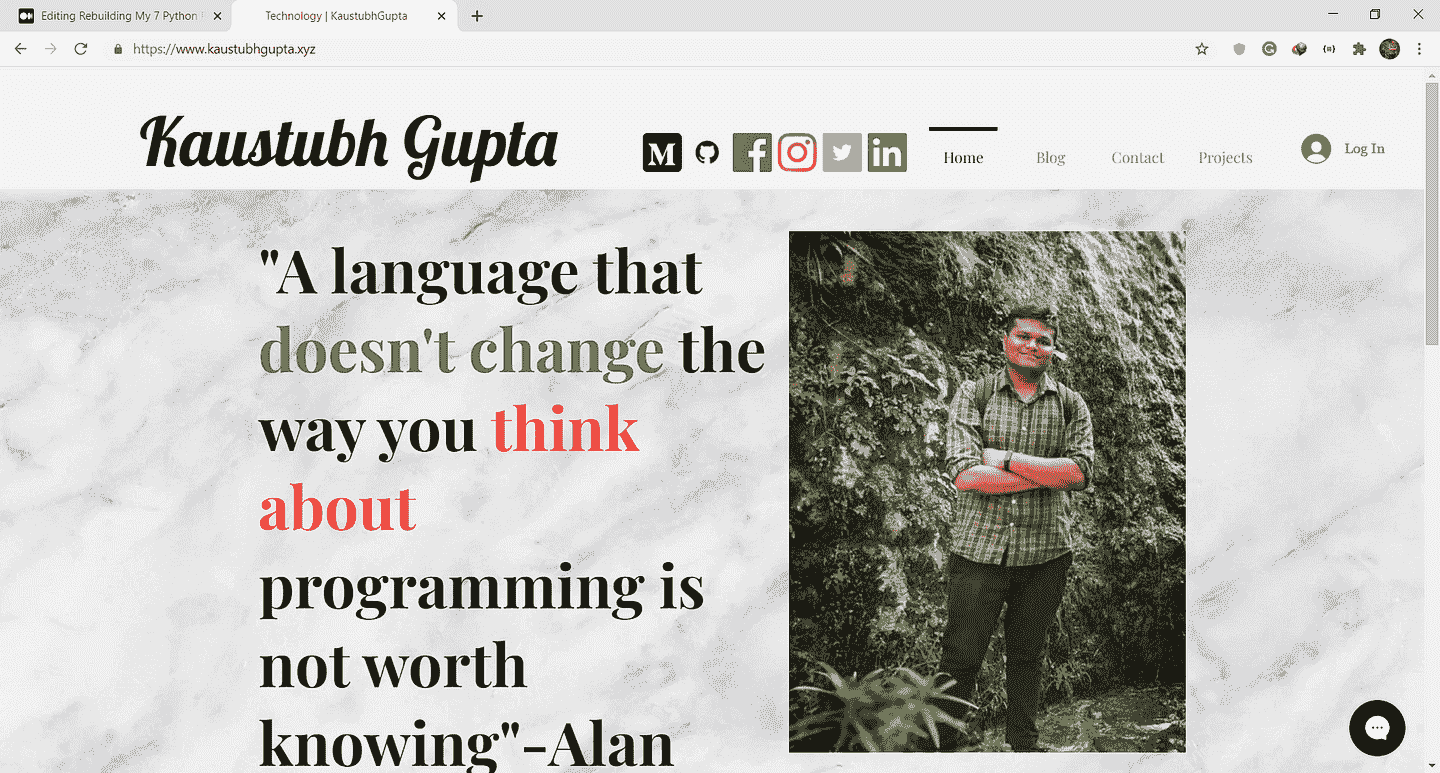 Editing Rebuilding My 7 Python
Technology | KaustubhGupta
https://www.kaustubhgupta.xyz
Kaustubh Gupta
M
f
in
Home
Blog
Contact
Projects
Log In
"A language that
doesn't change the
way you think
about
programming is
not worth
knowing"-Alan